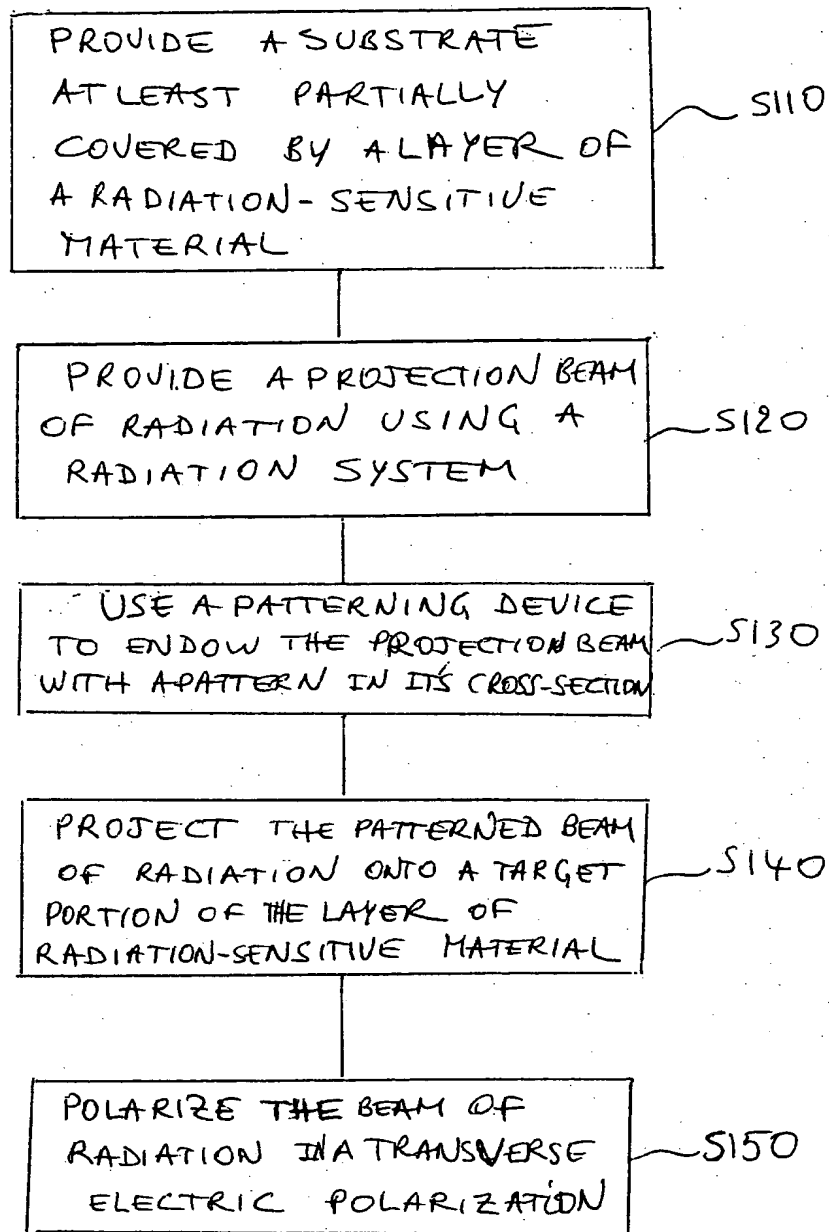 PROVIDE A SUBSTRATE
AT LEAST PARTIALLY
COVERED BY A LAYER OF
A RADIATION-SENSITIVE
MATERIAL
S110
PROVIDE A PROJECTION BEAM
OF RADIATION USING A
RADIATION SYSTEM
S120
USE A PATTERNING DEVICE
TO ENDOW THE PROJECTION BEAM
WITH A PATTERN IN IT'S CROSS-SECTION
S130
PROJECT THE PATTERNED BEAM
OF RADIATION ONTO A TARGET
PORTION OF THE LAYER OF
RADIATION-SENSITIVE MATERIAL
S140
POLARIZE THE BEAM OF
RADIATION IN A TRANSVERSE
ELECTRIC POLARIZATION
S150